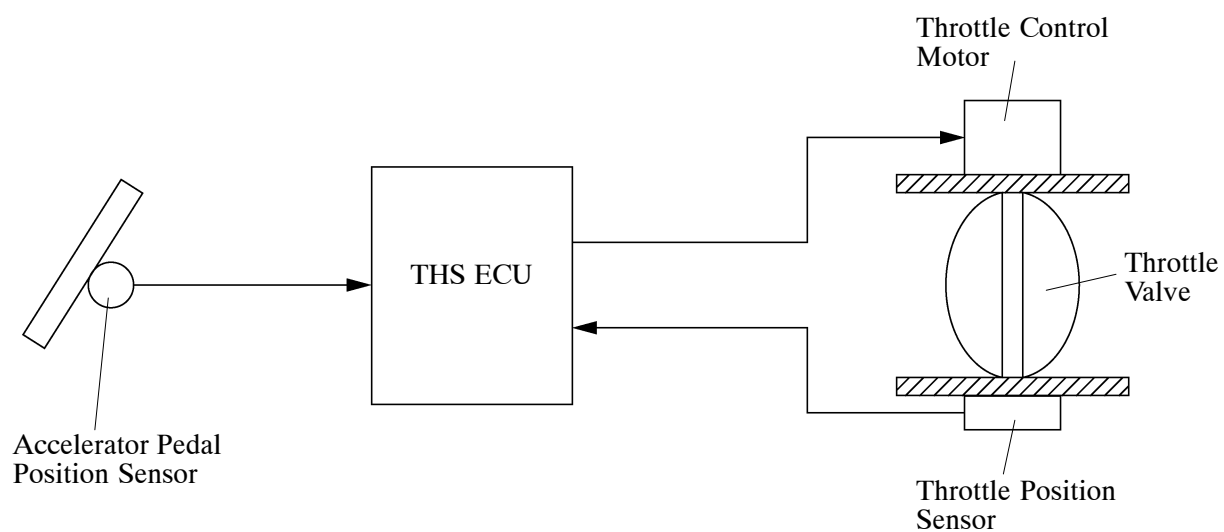 Throttle Control
Motor
THS ECU
Throttle
Valve
Accelerator Pedal
Position Sensor
Throttle Position
Sensor